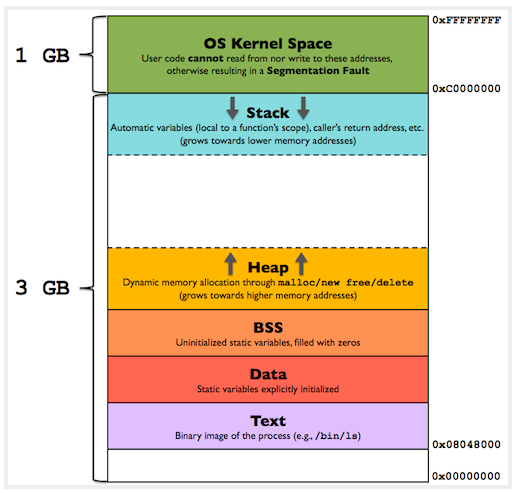 0xFFFFFFFF
1 GB
OS Kernel Space
User code cannot read from nor write to these addresses,
otherwise resulting in a Segmentation Fault
0xC0000000
Stack
Automatic variables (local to a function's scope), caller's return address, etc.
(grows towards lower memory addresses)
3 GB
Heap
Dynamic memory allocation through malloc/new free/delete
(grows towards higher memory addresses)
BSS
Uninitialized static variables, filled with zeros
Data
Static variables explicitly initialized
Text
Binary image of the process (e.g., /bin/ls)
0x08048000
0x00000000